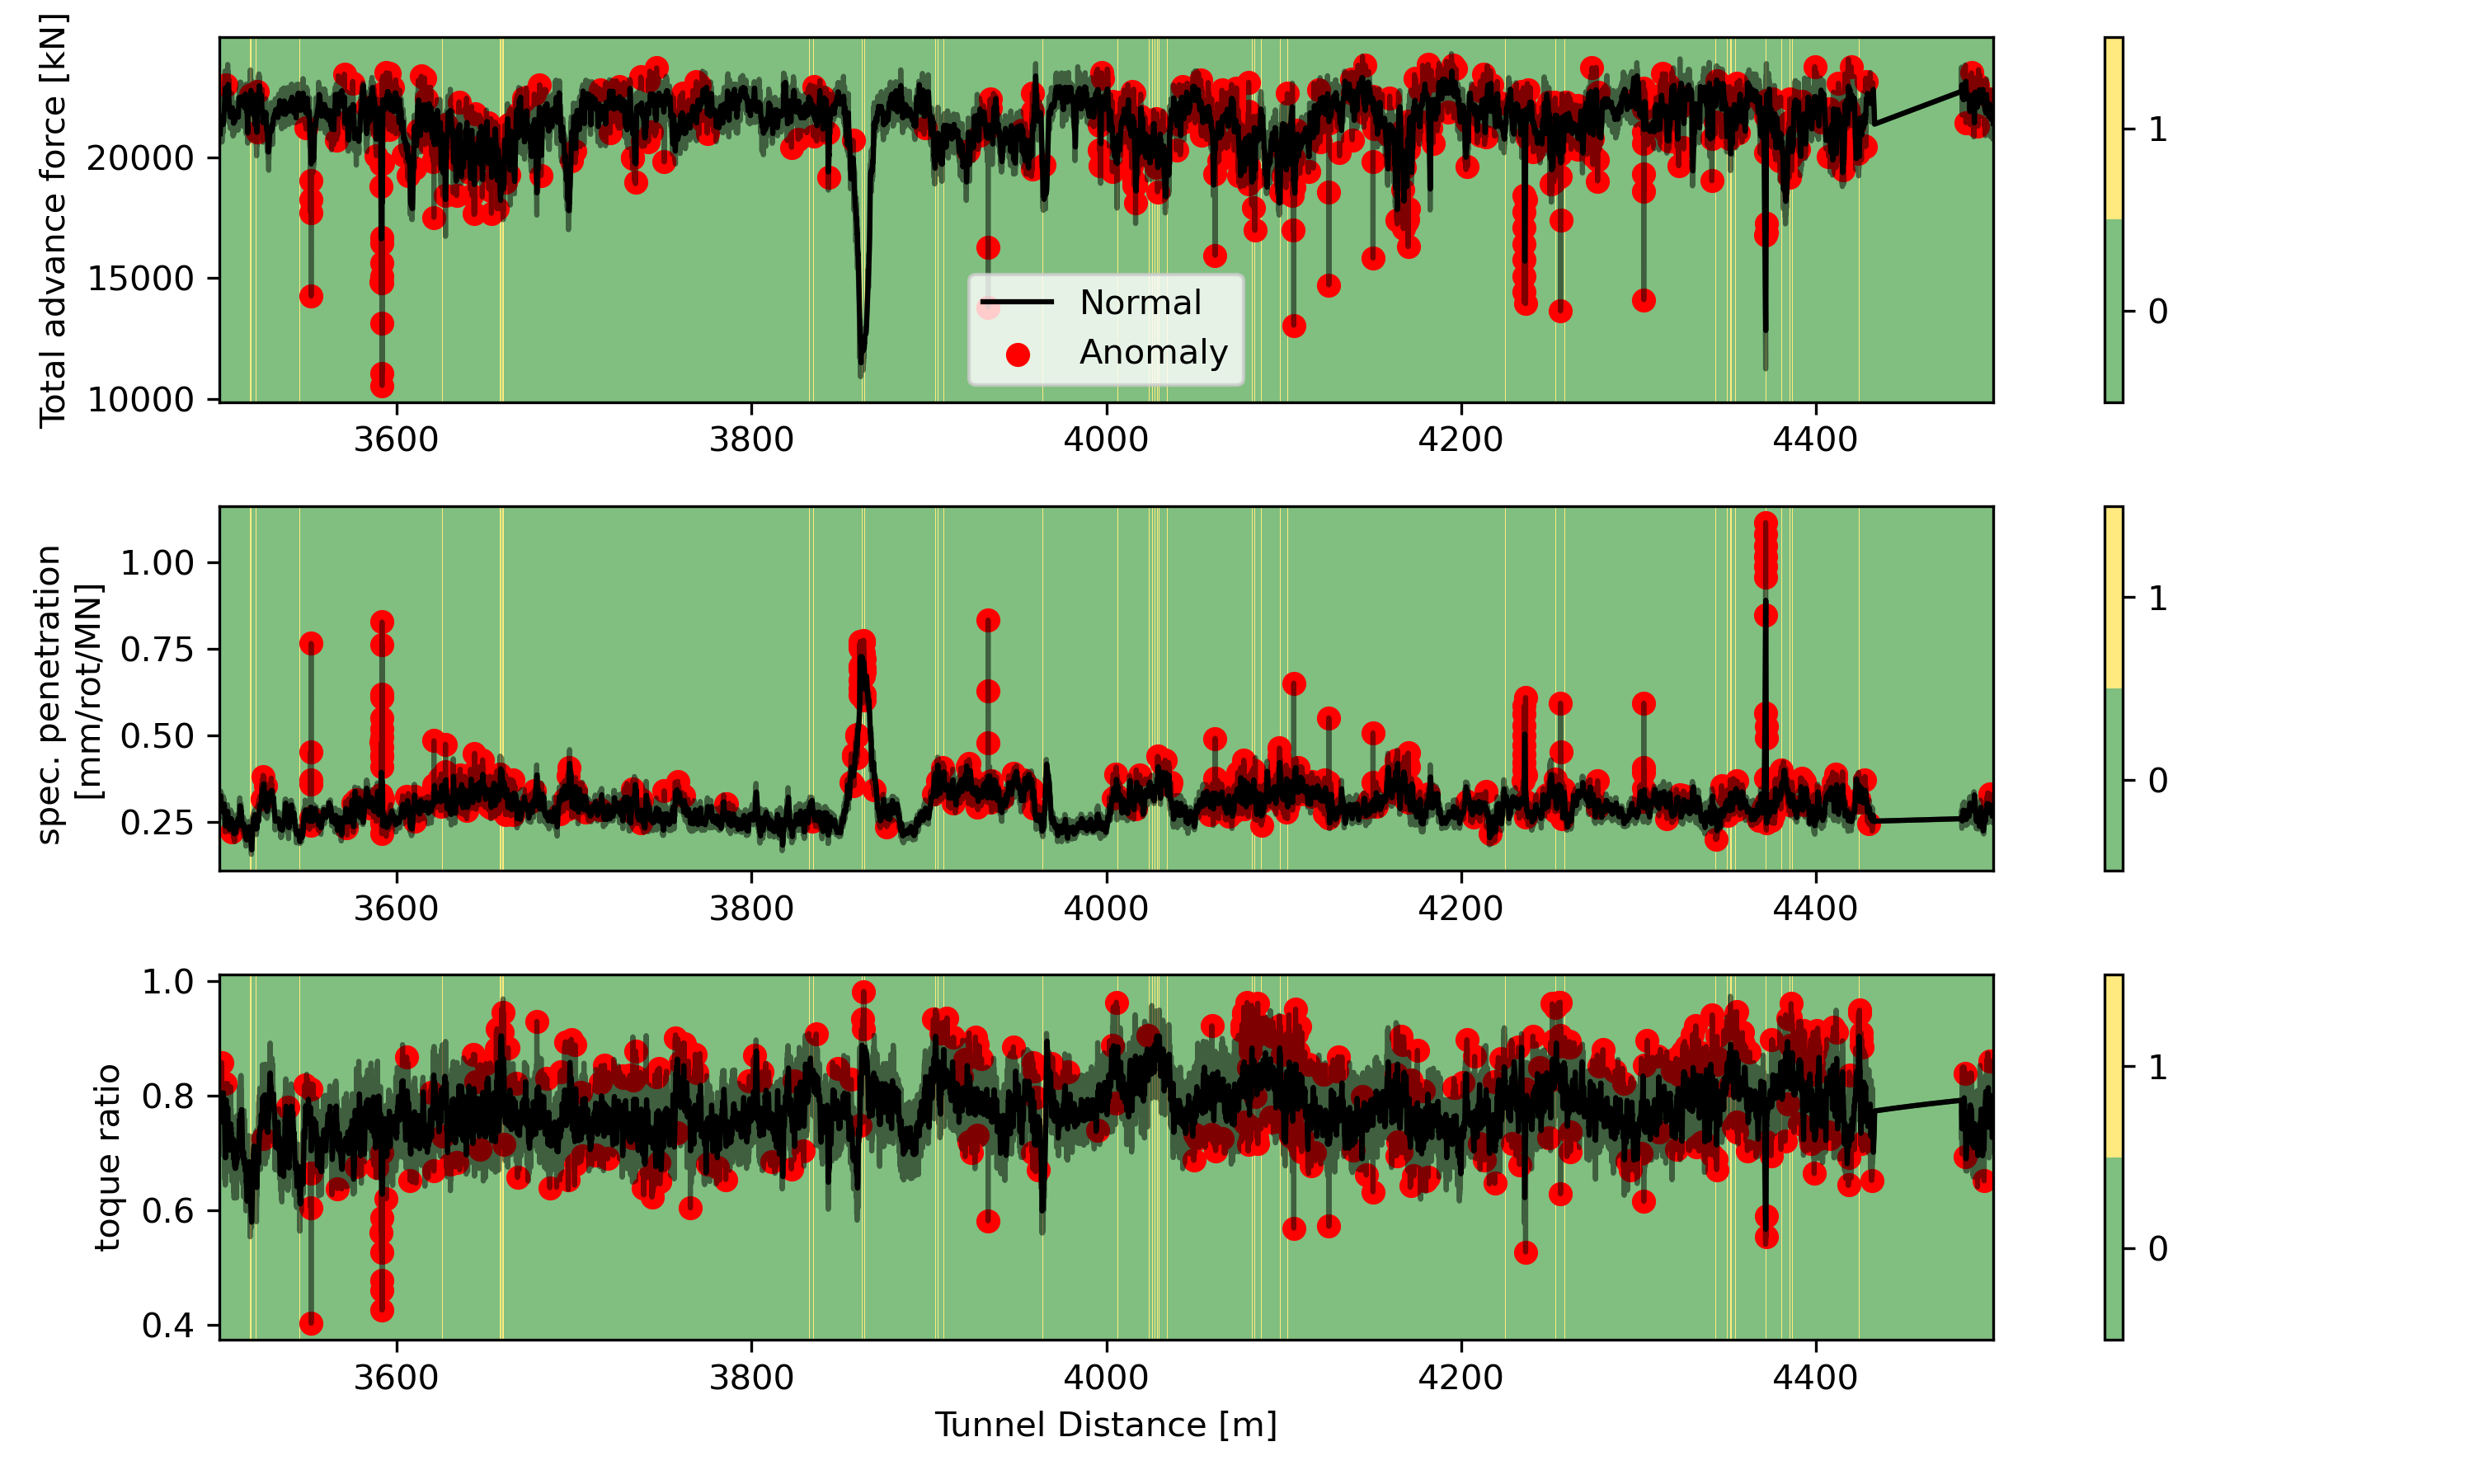 Total advance force [kN]
20000
15000
10000
Normal
Anomaly
3600 3800 4000 4200 4400
1
0
spec. penetration
[mm/rot/MN]
1.00
0.75
0.50
0.25
3600 3800 4000 4200 4400
1
0
toque ratio
1.0
0.8
0.6
0.4
3600 3800 4000 4200 4400
1
0
Tunnel Distance [m]